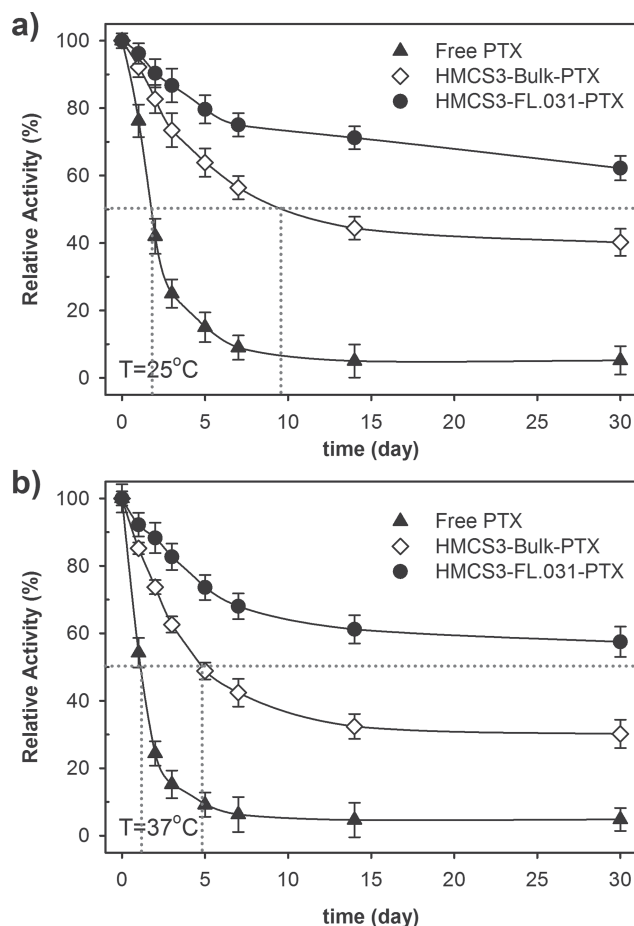 a)
100
80
60
40
20
0
Relative Activity (%)
Free PTX
HMCS3-Bulk-PTX
HMCS3-FL.031-PTX
T=25°C
0 5 10 15 20 25 30
time (day)
b)
100
80
60
40
20
0
Relative Activity (%)
Free PTX
HMCS3-Bulk-PTX
HMCS3-FL.031-PTX
T=37°C
0 5 10 15 20 25 30
time (day)